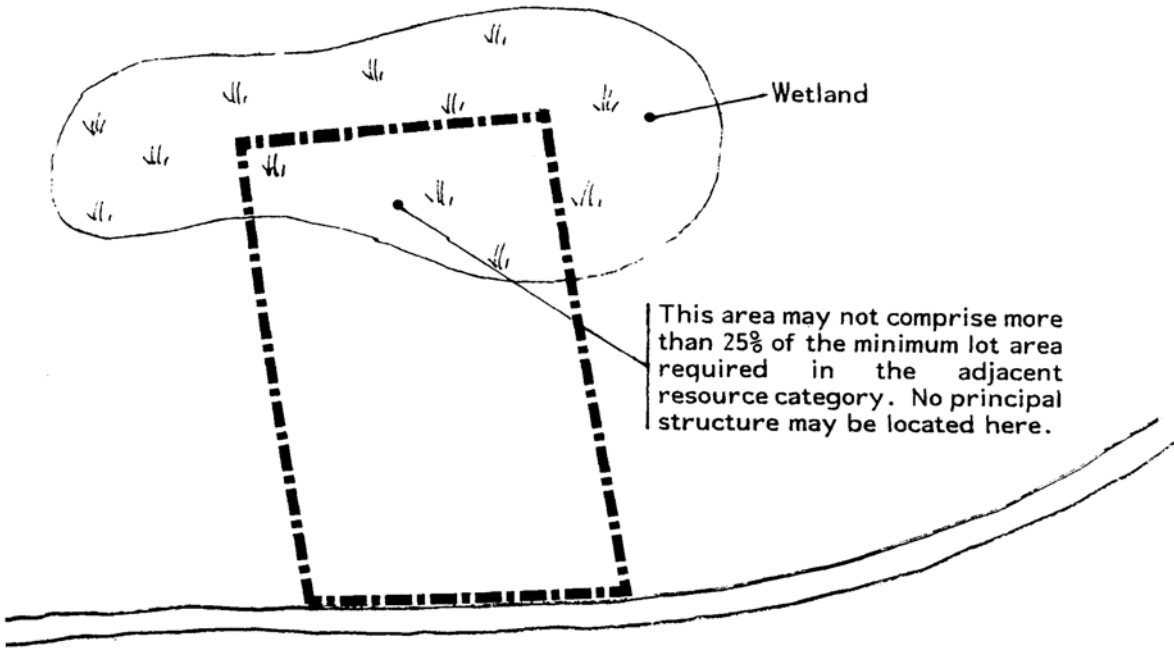 Wetland
This area may not comprise more
than 25% of the minimum lot area
required in the adjacent
resource category. No principal
structure may be located here.